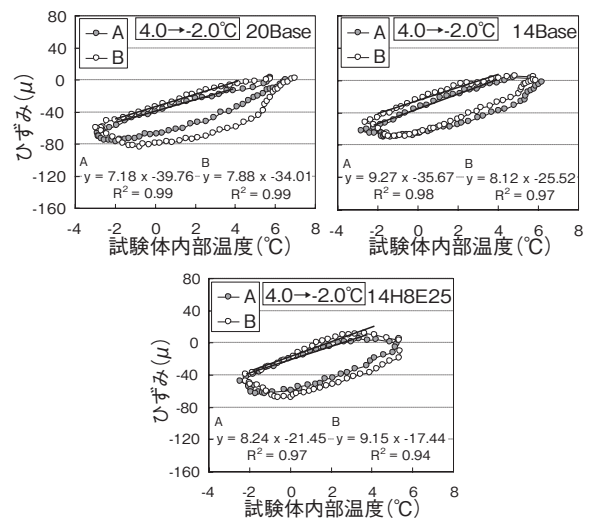 80
40
0
-40
-80
-120
-160
ひずみ(μ)
A
B
4.0→-2.0℃
20Base
A
y = 7.18 x -39.76
R² = 0.99
B
y = 7.88 x -34.01
R² = 0.99
-4 -2 0 2 4 6 8
試験体内部温度(℃)
A
B
4.0→-2.0℃
14Base
A
y = 9.27 x -35.67
R² = 0.98
B
y = 8.12 x -25.52
R² = 0.97
-4 -2 0 2 4 6 8
試験体内部温度(℃)
80
40
0
-40
-80
-120
-160
ひずみ(μ)
A
B
4.0→-2.0℃
14H8E25
A
y = 8.24 x -21.45
R² = 0.97
B
y = 9.15 x -17.44
R² = 0.94
-4 -2 0 2 4 6 8
試験体内部温度(℃)